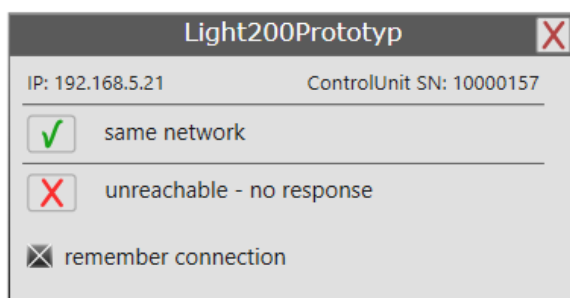 Light200Prototyp
IP: 192.168.5.21 ControlUnit SN: 10000157
same network
unreachable - no response
remember connection